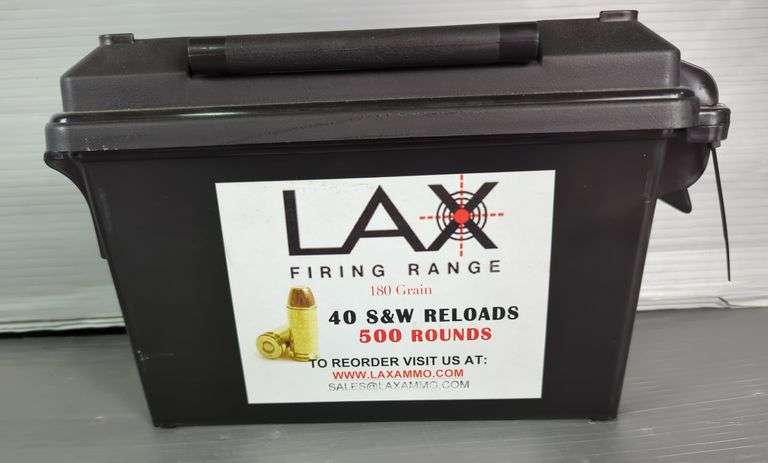 LAX
FIRING RANGE
180 Grain
40 S&W RELOADS
500 ROUNDS
TO REORDER VISIT US AT:
WWW.LAXAMMO.COM
SALES@LAXAMMO.COM